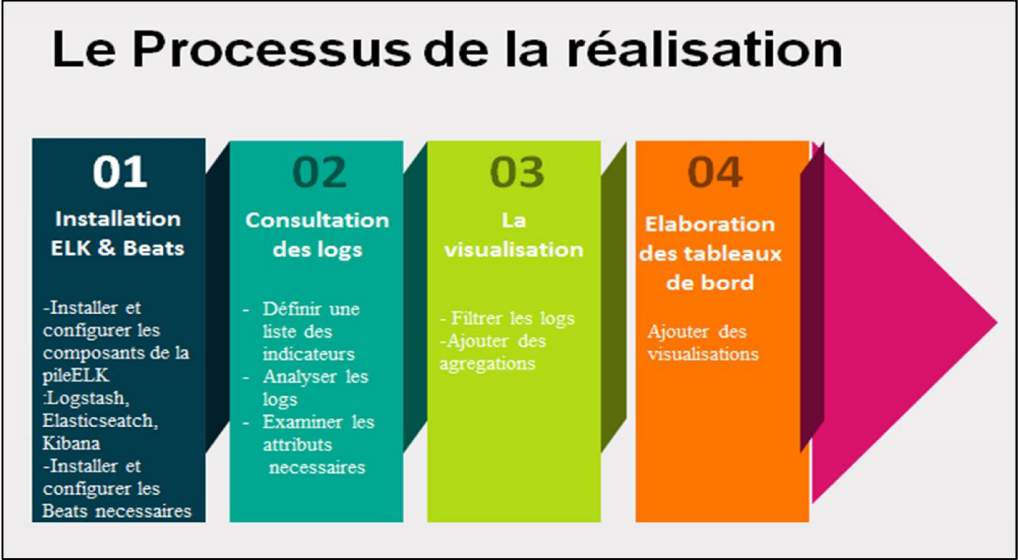 Le Processus de la réalisation
01
Installation
ELK & Beats
-Installer et
configurer les
composants de la
pileELK
:Logstash,
Elasticseatch,
Kibana
-Installer et
configurer les
Beats necessaires
02
Consultation
des logs
- Définir une
liste des
indicateurs
- Analyser les
logs
- Examiner les
attributs
necessaires
03
La
visualisation
- Filtrer les logs
-Ajouter des
agregations
04
Elaboration
des tableaux
de bord
Ajouter des
visualisations